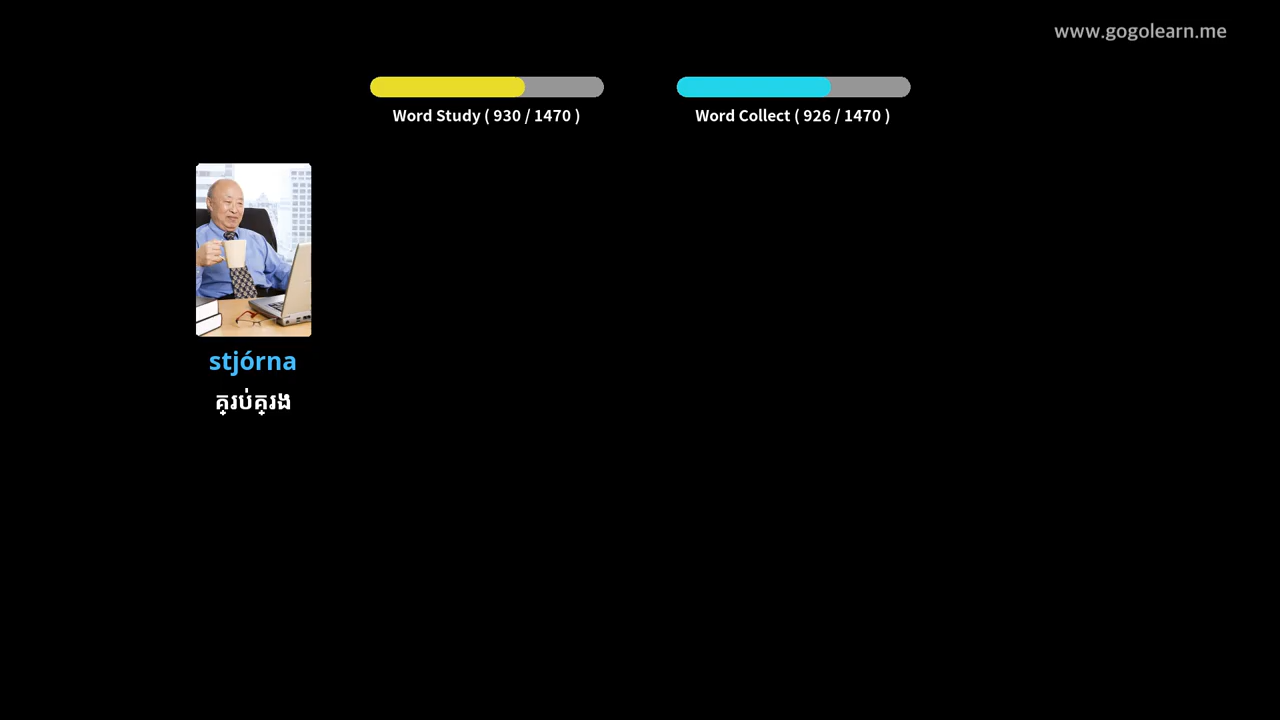 www.gogolearn.me
Word Study ( 930 / 1470 )
Word Collect ( 926 / 1470 )
stjórna
គ្រប់គ្រង